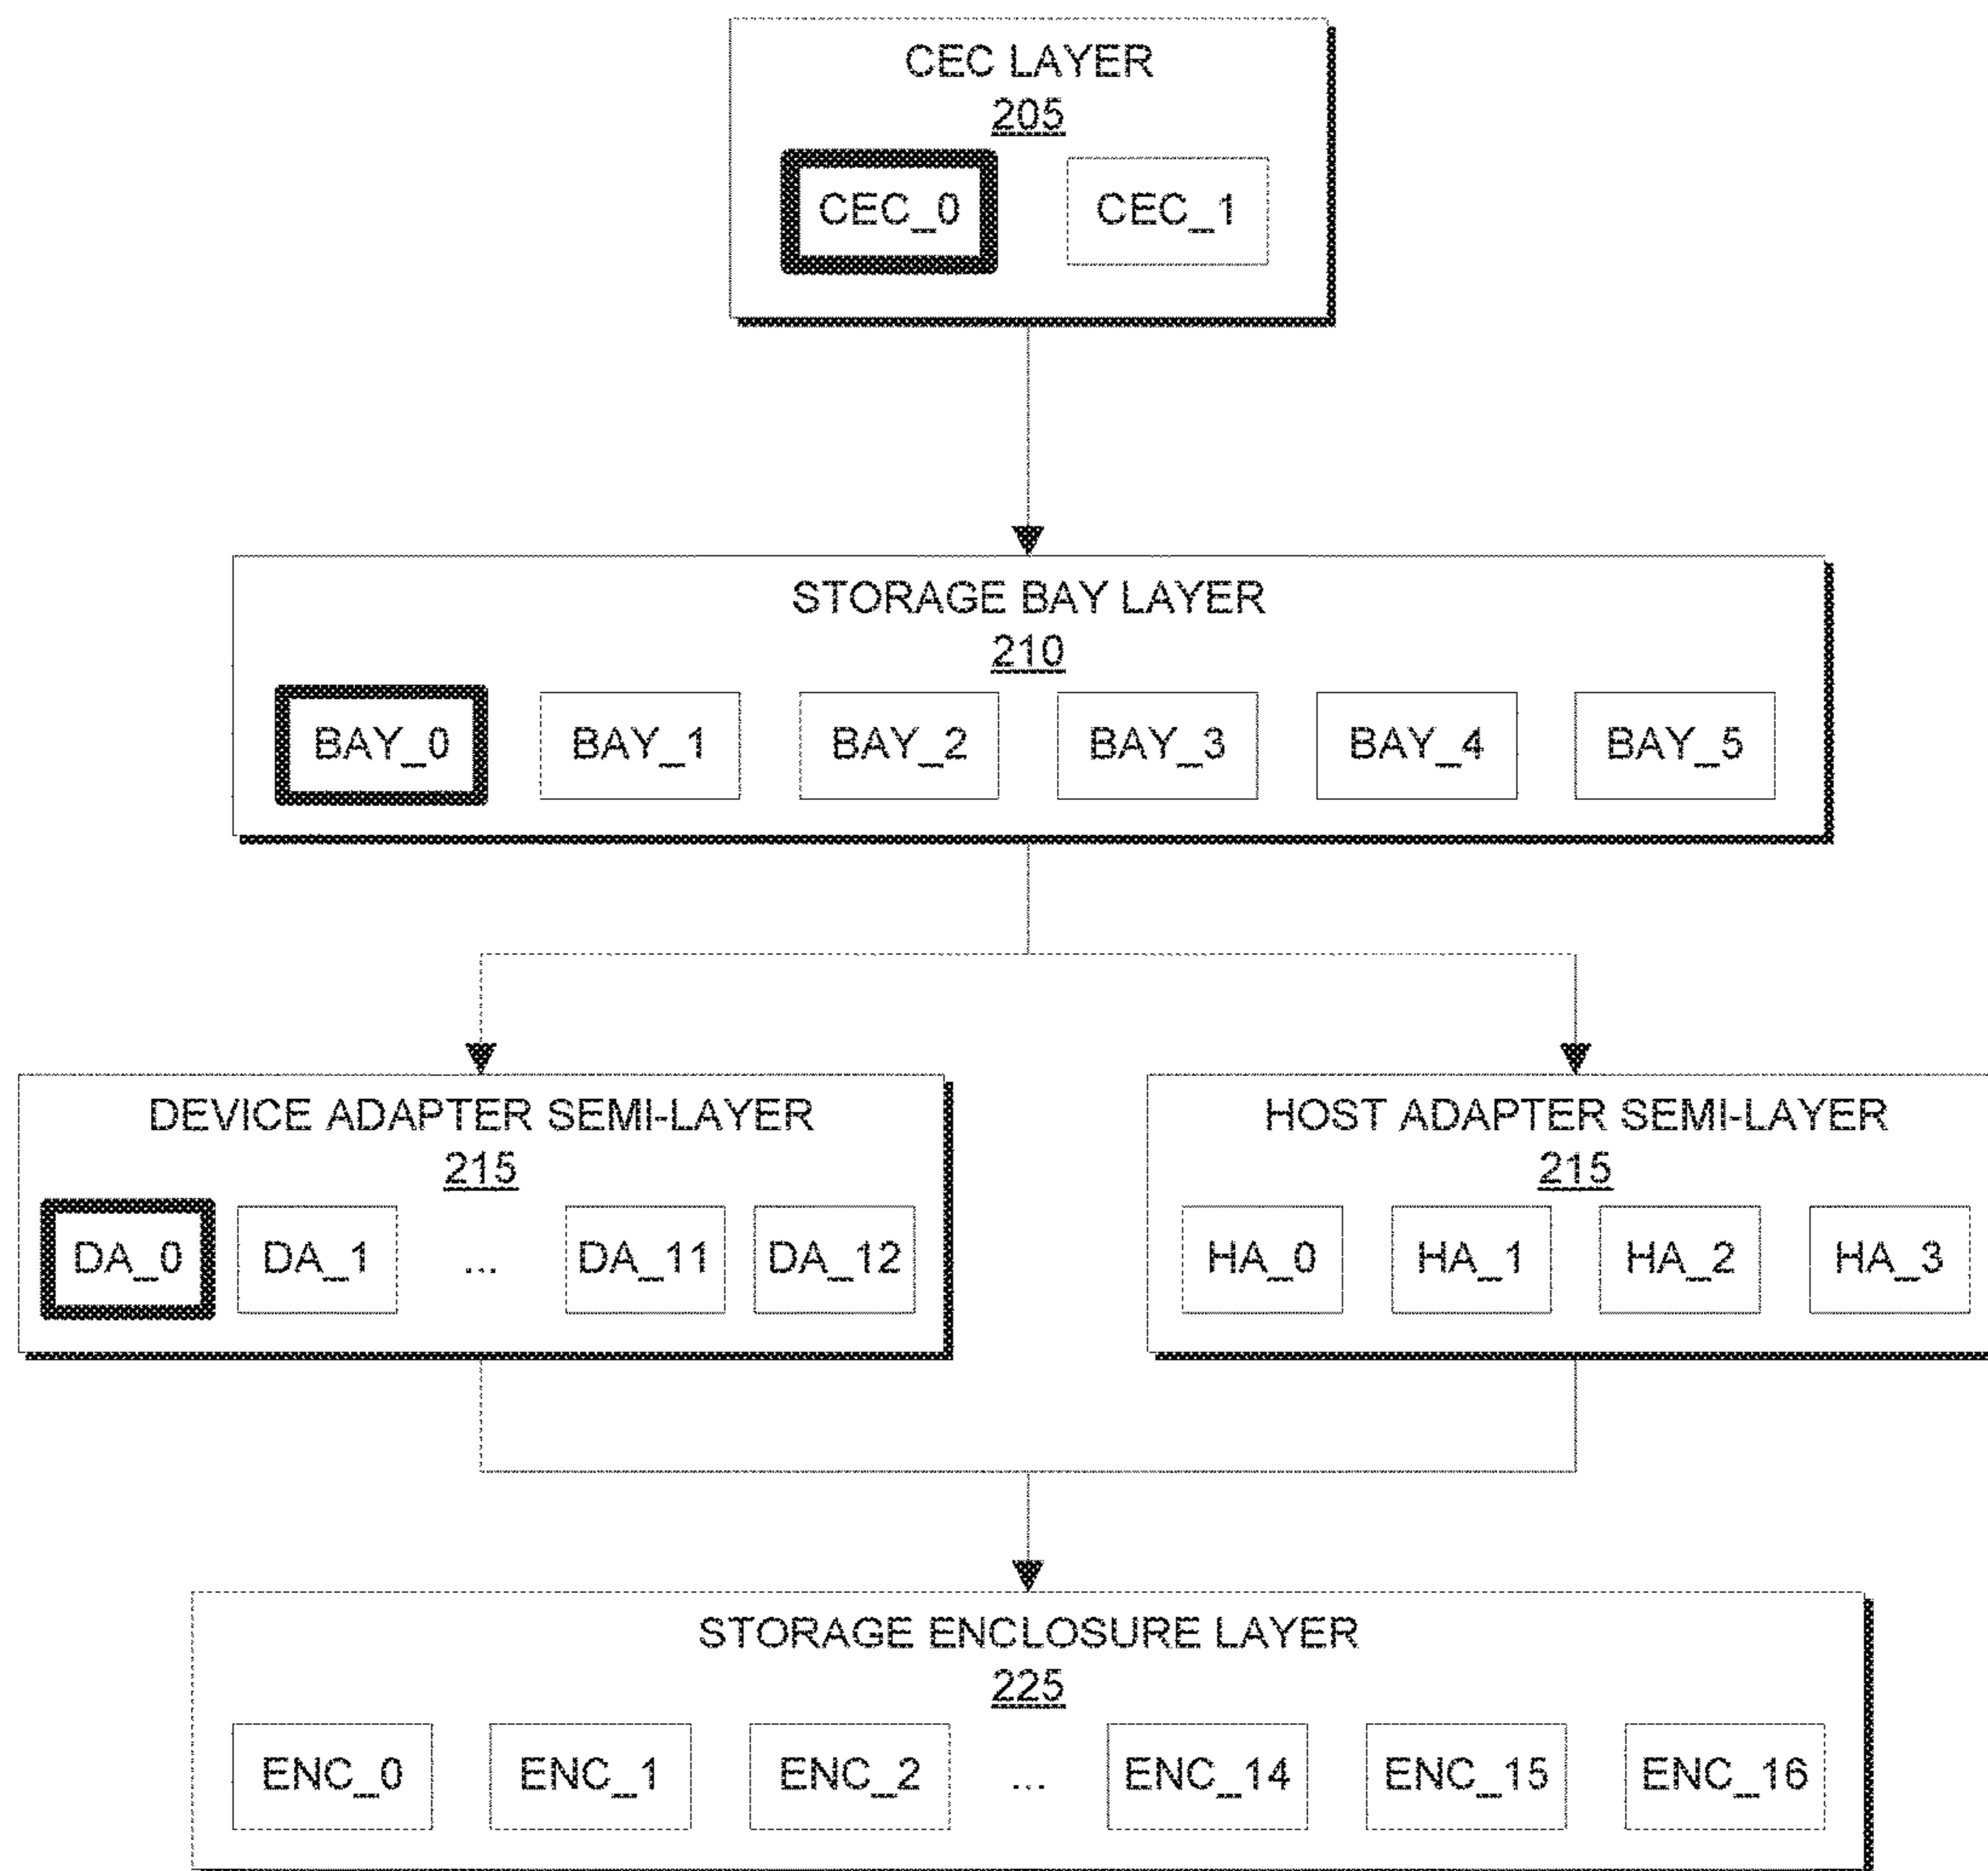 CEC LAYER
205
CEC_0 CEC_1
STORAGE BAY LAYER
210
BAY_0 BAY_1 BAY_2 BAY_3 BAY_4 BAY_5
DEVICE ADAPTER SEMI-LAYER
215
DA_0 DA_1 ... DA_11 DA_12
HOST ADAPTER SEMI-LAYER
215
HA_0 HA_1 HA_2 HA_3
STORAGE ENCLOSURE LAYER
225
ENC_0 ENC_1 ENC_2 ... ENC_14 ENC_15 ENC_16